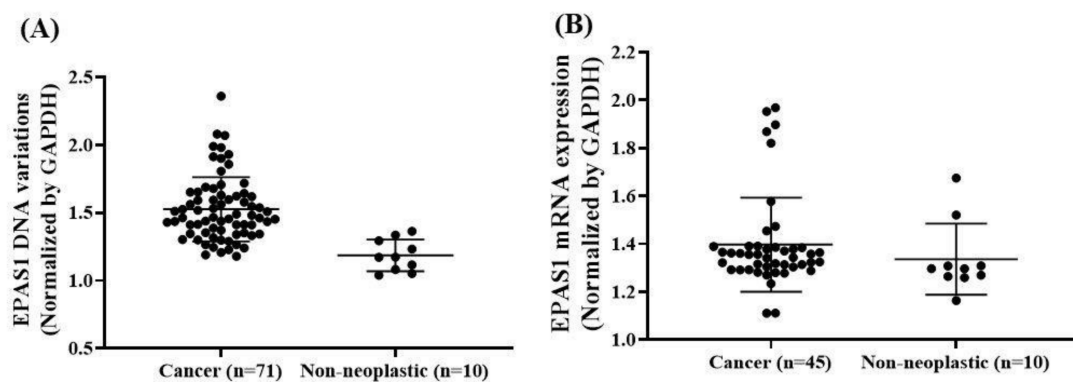 (A)
EPAS1 DNA variations
(Normalized by GAPDH)
2.5
2.0
1.5
1.0
0.5
Cancer (n=71) Non-neoplastic (n=10)
(B)
EPAS1 mRNA expression
(Normalized by GAPDH)
2.2
2.0
1.8
1.6
1.4
1.2
1.0
Cancer (n=45) Non-neoplastic (n=10)